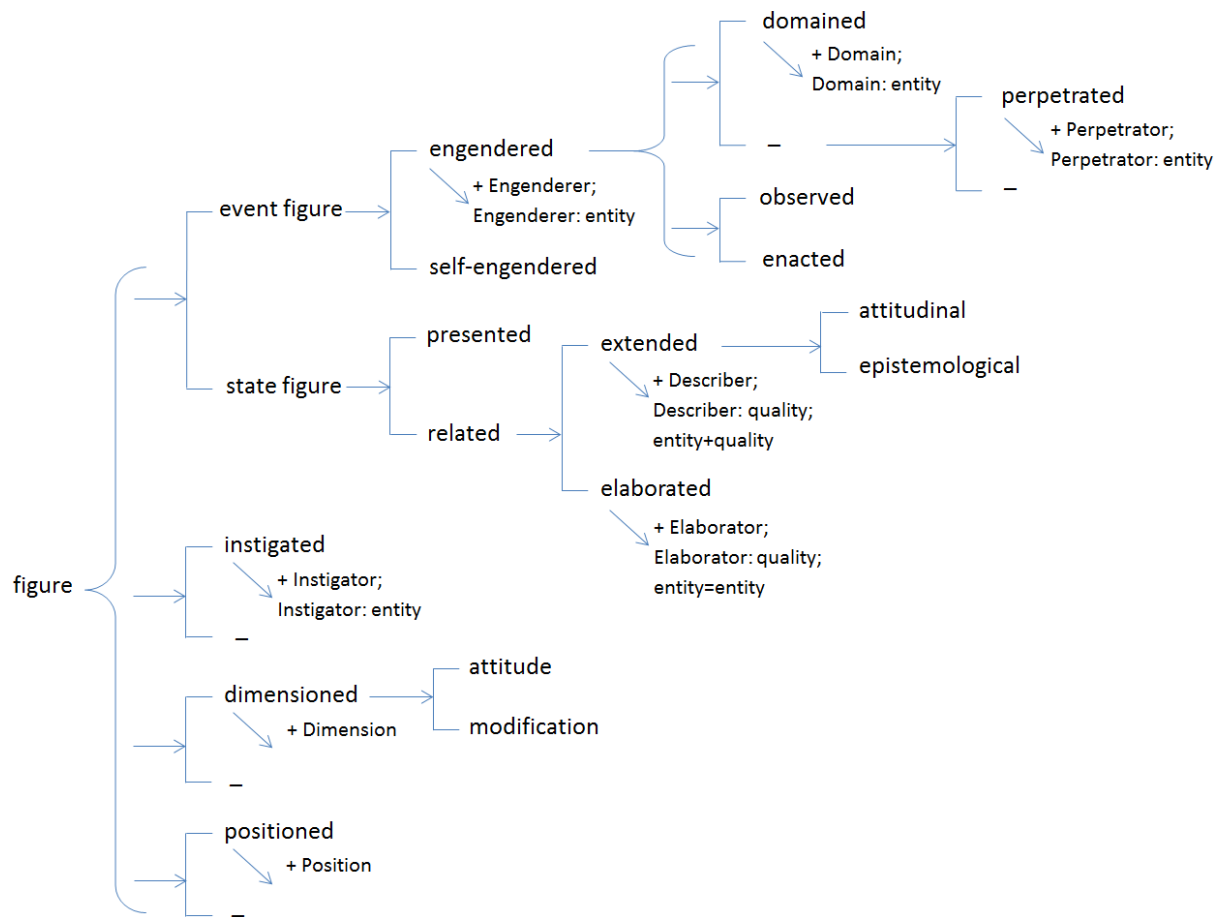 figure
event figure
engendered
+ Engenderer;
Engenderer: entity
domained
+ Domain;
Domain: entity
–
perpetrated
+ Perpetrator;
Perpetrator: entity
–
observed
enacted
self-engendered
state figure
presented
related
extended
+ Describer;
Describer: quality;
entity+quality
attitudinal
epistemological
elaborated
+ Elaborator;
Elaborator: quality;
entity=entity
instigated
+ Instigator;
Instigator: entity
–
dimensioned
+ Dimension
attitude
modification
–
positioned
+ Position
–